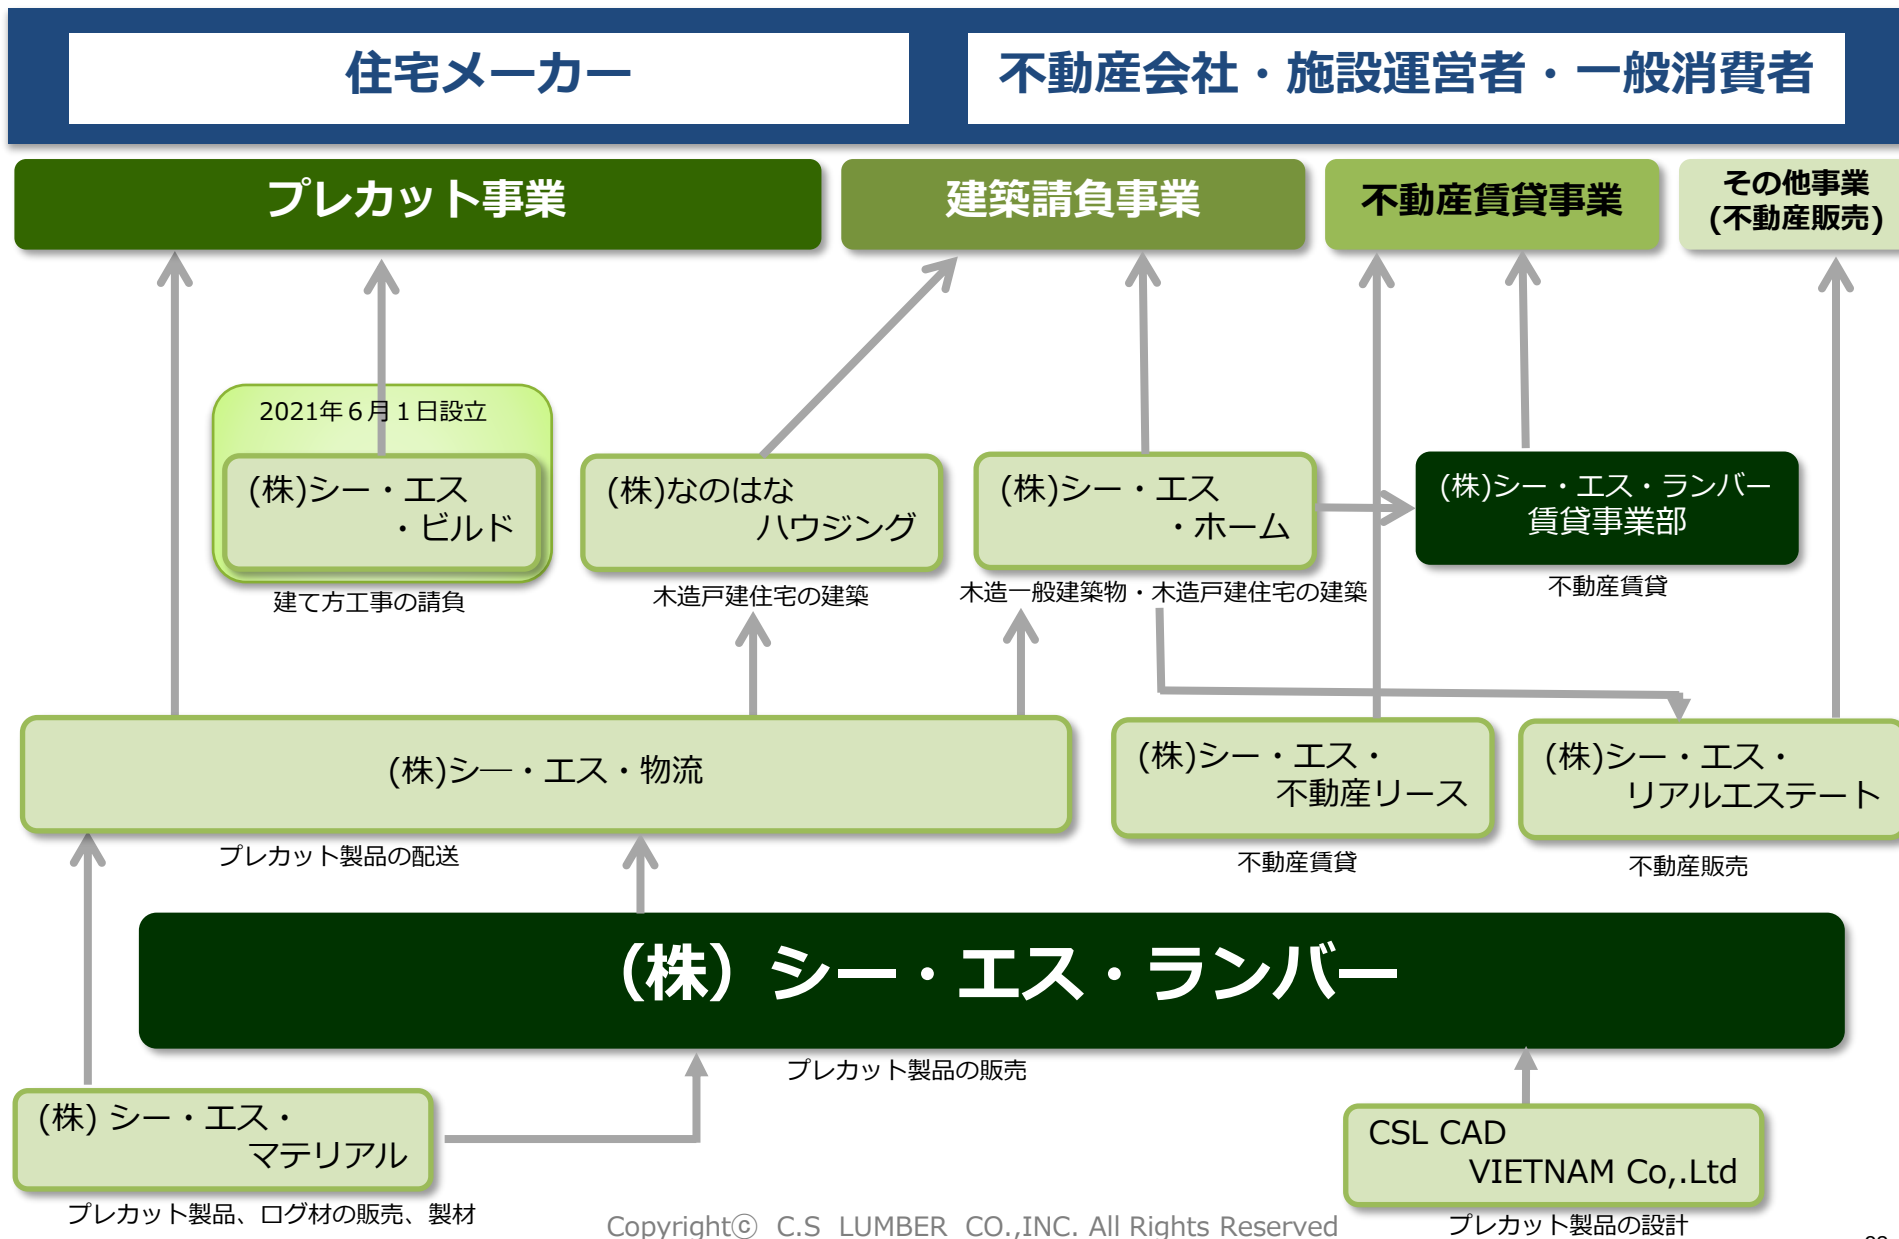 住宅メーカー
不動産会社・施設運営者・一般消費者
プレカット事業
建築請負事業
不動産賃貸事業
その他事業
(不動産販売)
2021年６月１日設立
(株)シー・エス
・ビルド
建て方工事の請負
(株)なのはな
ハウジング
木造戸建住宅の建築
(株)シー・エス
・ホーム
木造一般建築物・木造戸建住宅の建築
(株)シー・エス・ランバー
賃貸事業部
不動産賃貸
(株)シ―・エス・物流
プレカット製品の配送
(株)シー・エス・
不動産リース
不動産賃貸
(株)シー・エス・
リアルエステート
不動産販売
（株）シー・エス・ランバー
プレカット製品の販売
(株) シー・エス・
マテリアル
プレカット製品、ログ材の販売、製材
CSL CAD
VIETNAM Co,.Ltd
プレカット製品の設計
Copyrightⓒ C.S LUMBER CO.,INC. All Rights Reserved